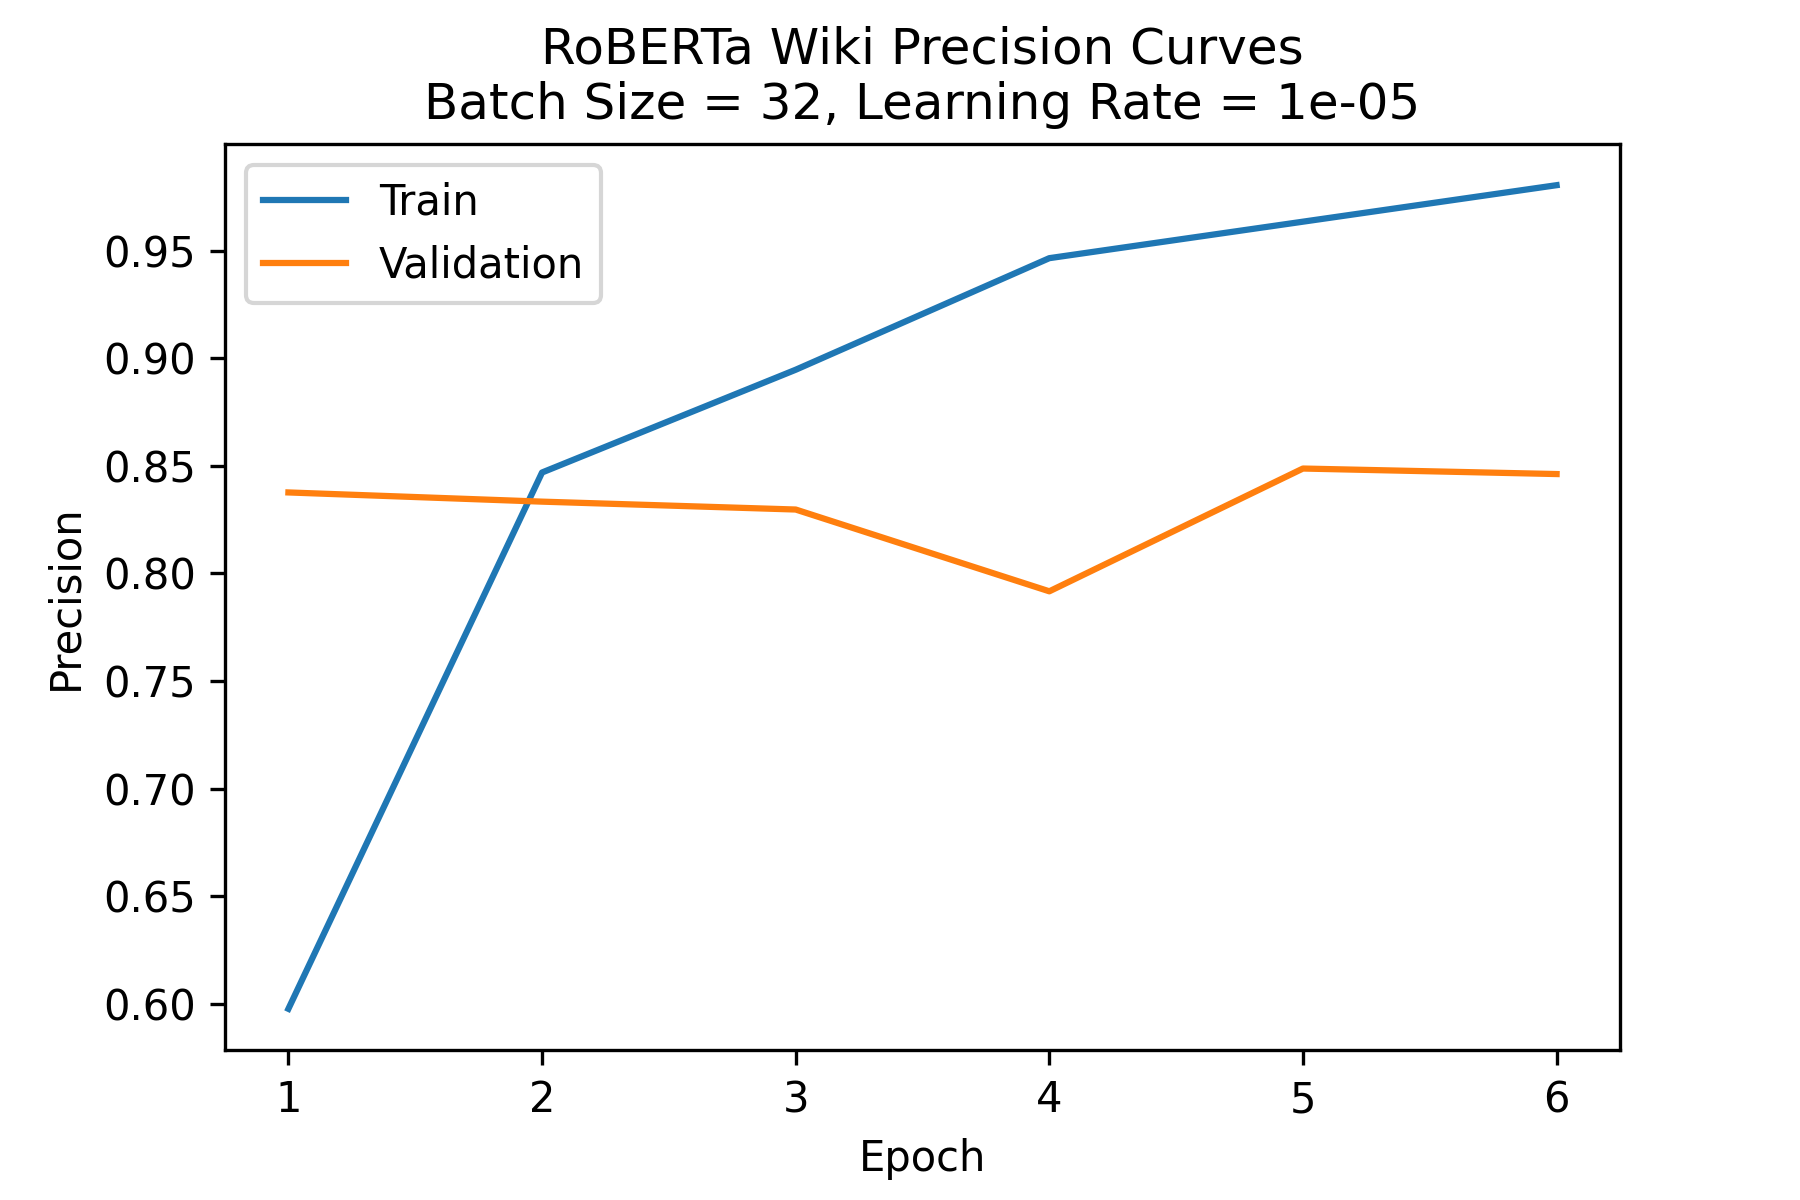 RoBERTa Wiki Precision Curves
Batch Size = 32, Learning Rate = 1e-05
Train
Validation
0.95
0.90
0.85
0.80
0.75
0.70
0.65
0.60
Precision
1 2 3 4 5 6
Epoch